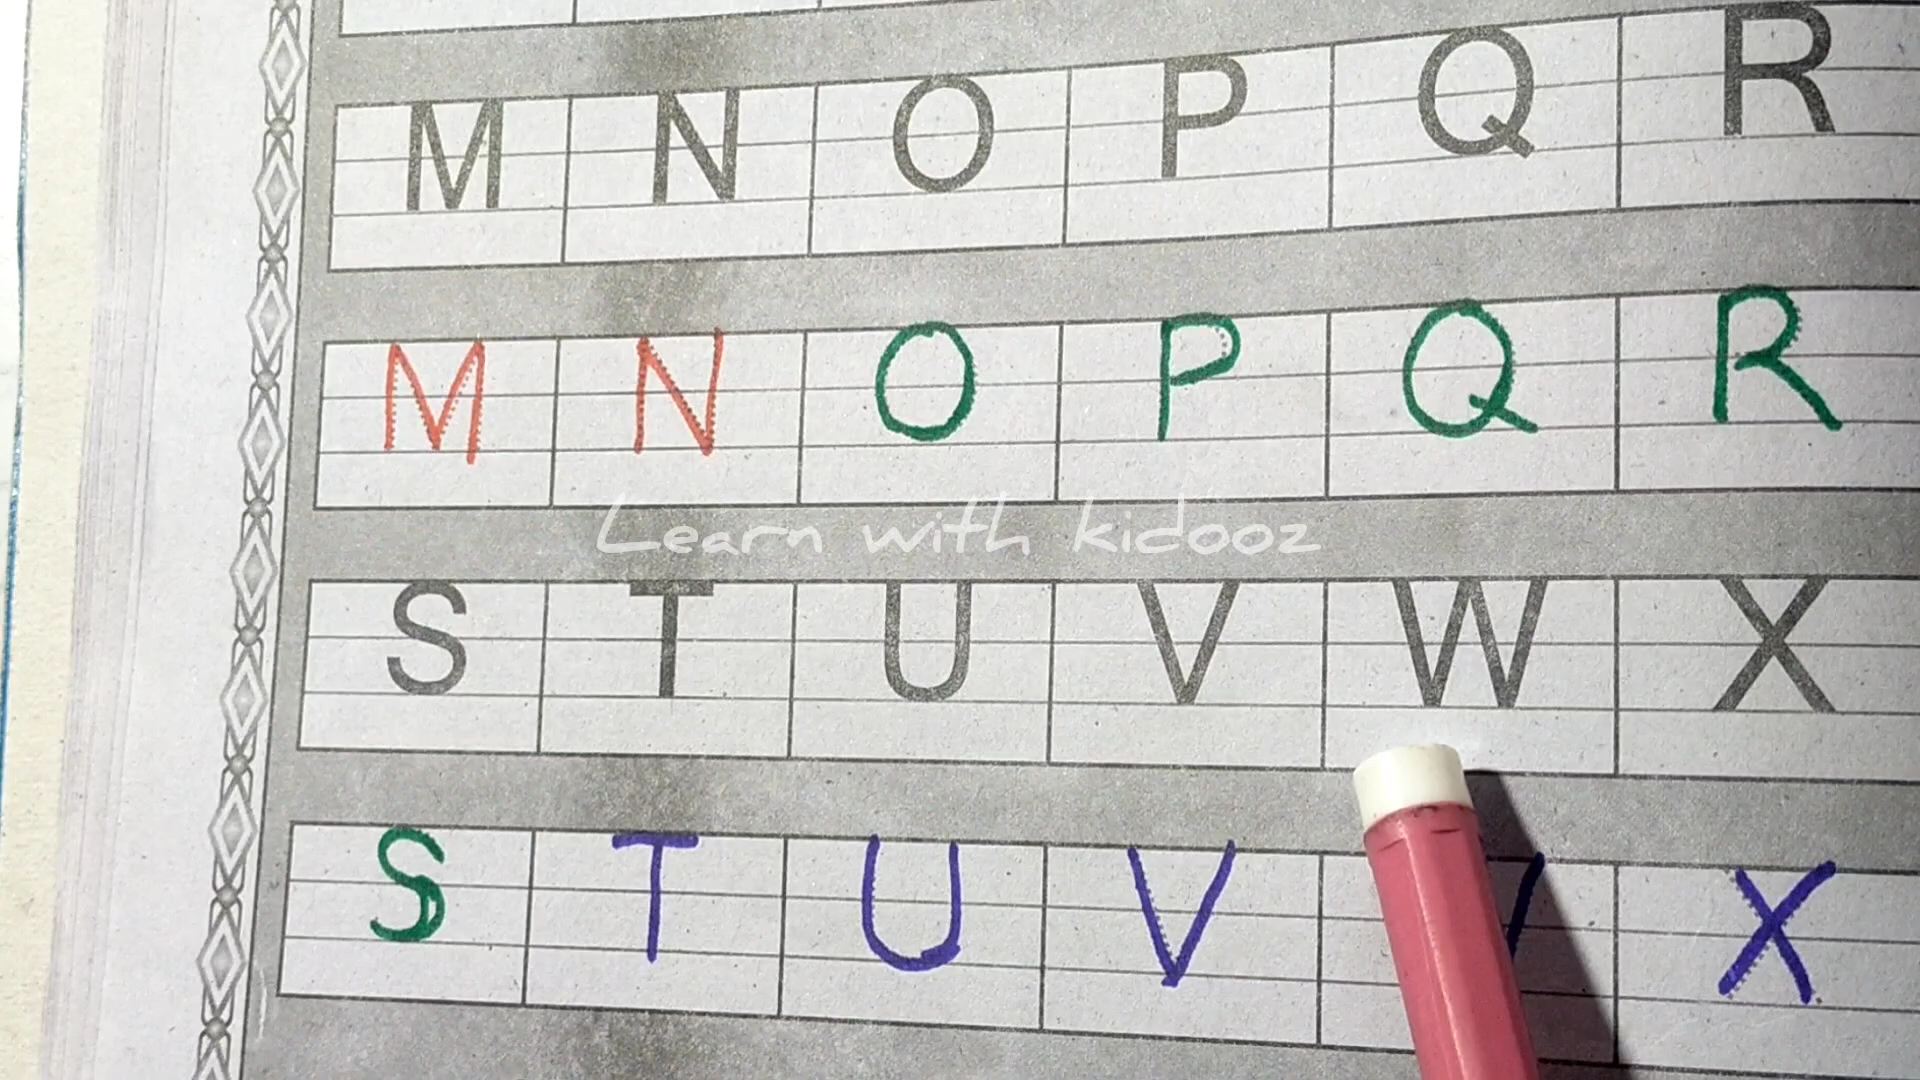 M N O P Q R
M N O P Q R
Learn with kidooz
S T U V W X
S T U V X